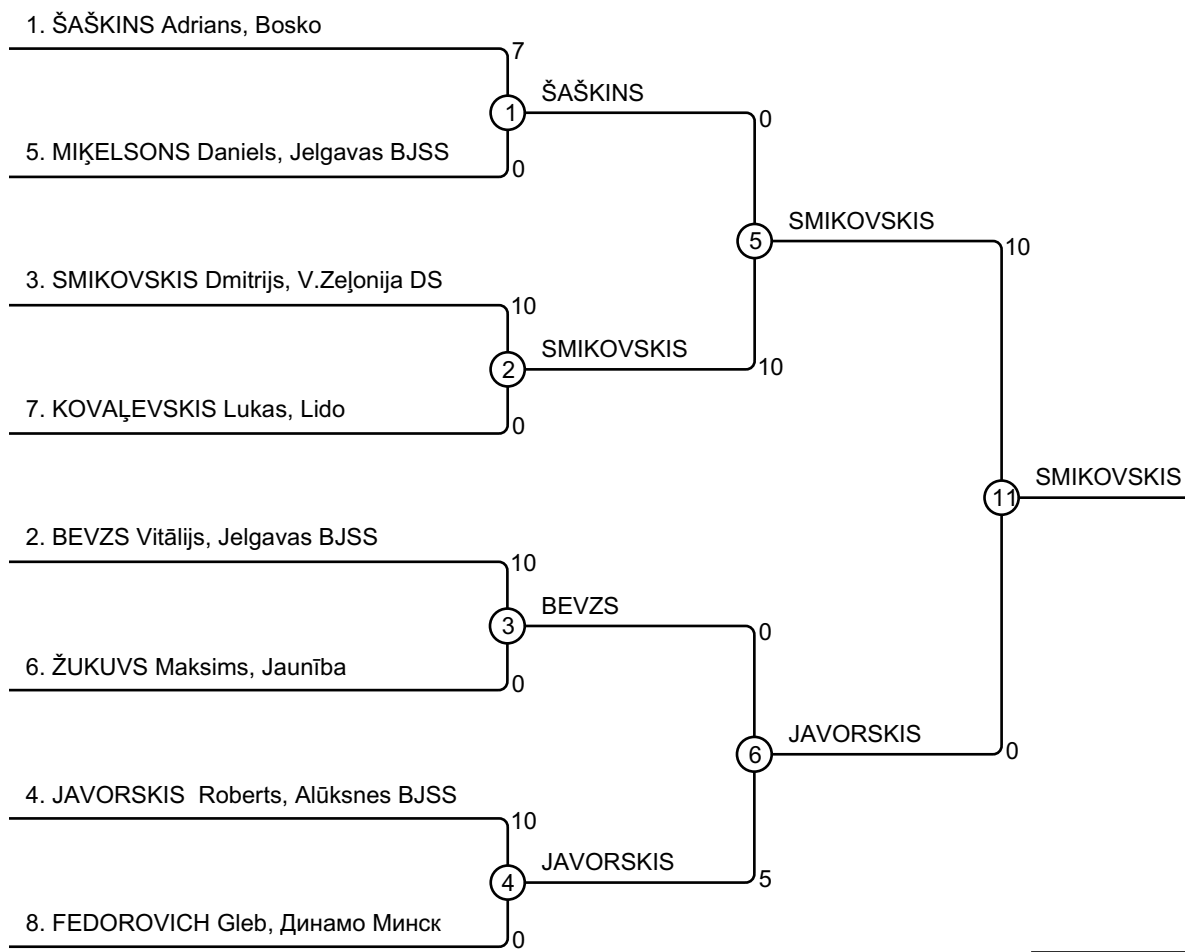 1. ŠAŠKINS Adrians, Bosko
7
1
ŠAŠKINS
0
5. MIĶELSONS Daniels, Jelgavas BJSS
0
5
SMIKOVSKIS
10
3. SMIKOVSKIS Dmitrijs, V.Zeļonija DS
10
2
SMIKOVSKIS
10
7. KOVAĻEVSKIS Lukas, Lido
0
11
SMIKOVSKIS
2. BEVZS Vitālijs, Jelgavas BJSS
10
3
BEVZS
0
6. ŽUKUVS Maksims, Jaunība
0
6
JAVORSKIS
0
4. JAVORSKIS  Roberts, Alūksnes BJSS
10
4
JAVORSKIS
5
8. FEDOROVICH Gleb, Динамо Минск
0